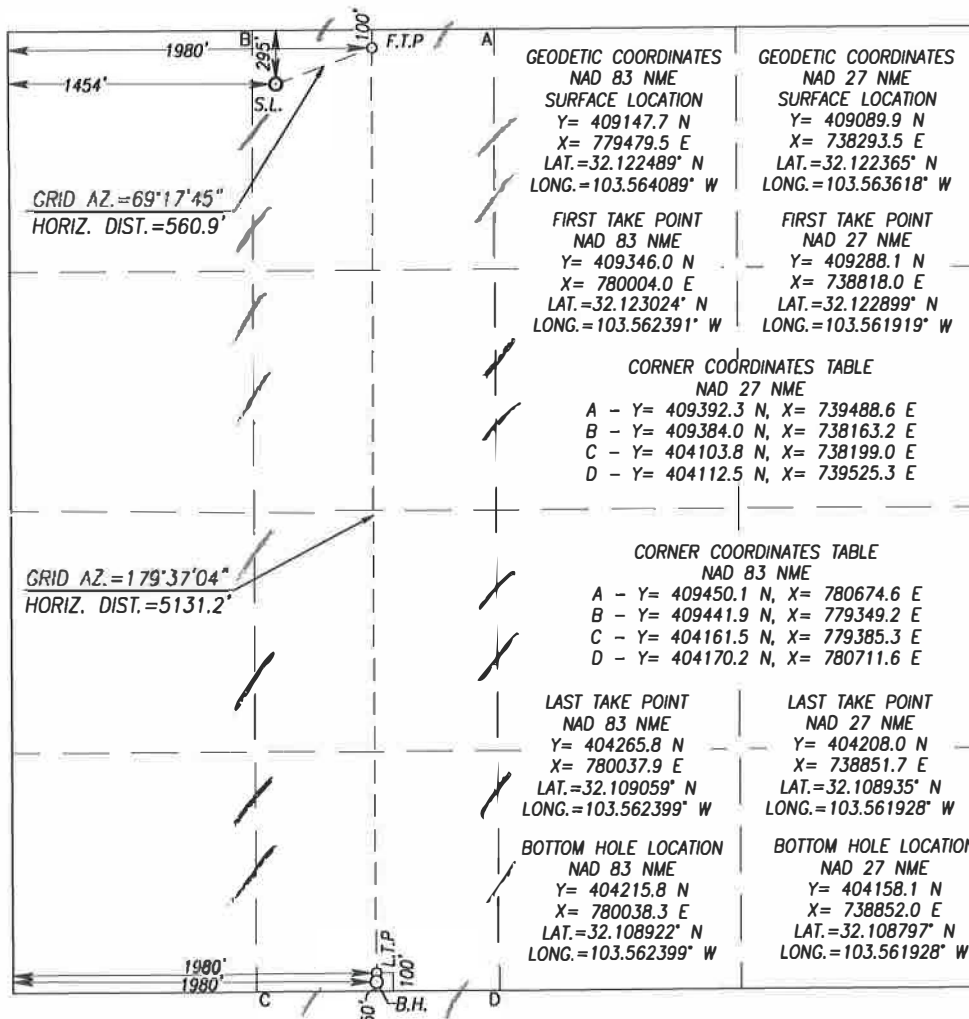 B
295'
100'
F.T.P
A
1980'
1454'
S.L.
GRID AZ.=69°17'45"
HORIZ. DIST.=560.9'
GEODETIC COORDINATES
NAD 83 NME
SURFACE LOCATION
Y= 409147.7 N
X= 779479.5 E
LAT.=32.122489° N
LONG.=103.564089° W
FIRST TAKE POINT
NAD 83 NME
Y= 409346.0 N
X= 780004.0 E
LAT.=32.123024° N
LONG.=103.562391° W
GEODETIC COORDINATES
NAD 27 NME
SURFACE LOCATION
Y= 409089.9 N
X= 738293.5 E
LAT.=32.122365° N
LONG.=103.563618° W
FIRST TAKE POINT
NAD 27 NME
Y= 409288.1 N
X= 738818.0 E
LAT.=32.122899° N
LONG.=103.561919° W
CORNER COORDINATES TABLE
NAD 27 NME
A - Y= 409392.3 N, X= 739488.6 E
B - Y= 409384.0 N, X= 738163.2 E
C - Y= 404103.8 N, X= 738199.0 E
D - Y= 404112.5 N, X= 739525.3 E
GRID AZ.=179°37'04"
HORIZ. DIST.=5131.2'
CORNER COORDINATES TABLE
NAD 83 NME
A - Y= 409450.1 N, X= 780674.6 E
B - Y= 409441.9 N, X= 779349.2 E
C - Y= 404161.5 N, X= 779385.3 E
D - Y= 404170.2 N, X= 780711.6 E
LAST TAKE POINT
NAD 83 NME
Y= 404265.8 N
X= 780037.9 E
LAT.=32.109059° N
LONG.=103.562399° W
BOTTOM HOLE LOCATION
NAD 83 NME
Y= 404215.8 N
X= 780038.3 E
LAT.=32.108922° N
LONG.=103.562399° W
LAST TAKE POINT
NAD 27 NME
Y= 404208.0 N
X= 738851.7 E
LAT.=32.108935° N
LONG.=103.561928° W
BOTTOM HOLE LOCATION
NAD 27 NME
Y= 404158.1 N
X= 738852.0 E
LAT.=32.108797° N
LONG.=103.561928° W
L.T.P
100'
1980'
1980'
C
B.H.
D